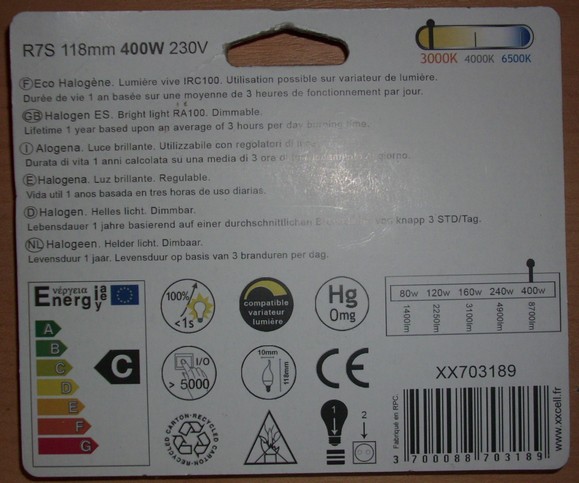 R7S 118mm 400W 230V
3000K 4000K 6500K
F Eco Halogène. Lumière vive IRC100. Utilisation possible sur variateur de lumière.
Durée de vie 1 an basée sur une moyenne de 3 heures de fonctionnement par jour.
GB Halogen ES. Bright light RA100. Dimmable.
Lifetime 1 year based upon an average of 3 hours per day burning time.
I Alogena. Luce brillante. Utilizzabile con regolatori di
Durata di vita 1 anni calcolata su una media di 3 ore
E Halogena. Luz brillante. Regulable.
Vida util 1 anos basada en tres horas de uso diarias.
D Halogen. Helles licht. Dimmbar.
Lebensdauer 1 jahre basierend auf einer durchschnittlichen knapp 3 STD/Tag.
NL Halogeen. Helder licht. Dimbaar.
Levensduur 1 jaar. Levensduur op basis van 3 branduren per dag.
Energ
ενέργεια
ie
y
A
B
C
D
E
F
G
C
100%
<1s
compatible
variateur
lumière
Hg
0mg
I/O
> 5000
10mm
118mm
CE
80w 120w 160w 240w 400w
1400lm 2250lm 3100lm 4900lm 8700lm
XX703189
CARTON-RECYCLED CARTON-RECYCLED
1
2
Fabriqué en RPC.
www.xxcell.fr
3 700088 703189